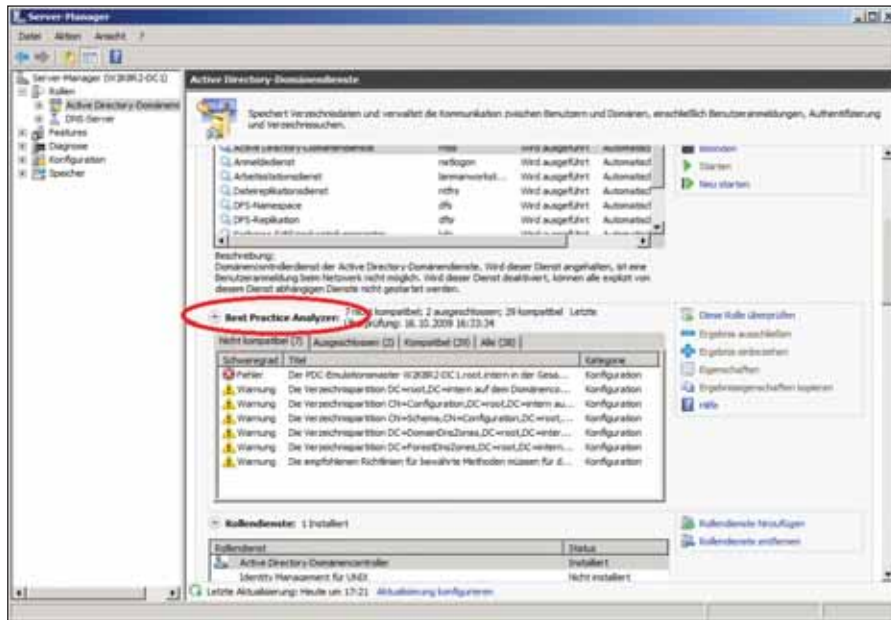 Server-Manager
Datei Aktion Ansicht ?
Server-Manager (W2K8R2-DC1)
Rollen
Active Directory-Domänen
DNS-Server
Features
Diagnose
Konfiguration
Speicher
Active Directory-Domänendienste
Speichert Verzeichnisdaten und verwaltet die Kommunikation zwischen Benutzern und Domänen, einschließlich Benutzeranmeldungen, Authentifizierung
und Verzeichnissuchen.
Active Directory-Domänendienste ntds Wird ausgeführt Automatisch
Anmeldedienst netlogon Wird ausgeführt Automatisch
Arbeitsstationsdienst lanmanworkst... Wird ausgeführt Automatisch
Dateireplikationsdienst ntfrs Wird ausgeführt Automatisch
DFS-Namespace dfs Wird ausgeführt Automatisch
DFS-Replikation dfsr Wird ausgeführt Automatisch
Beenden
Starten
Neu starten
Beschreibung:
Domänencontrollerdienst der Active Directory-Domänendienste. Wird dieser Dienst angehalten, ist eine
Benutzeranmeldung beim Netzwerk nicht möglich. Wird dieser Dienst deaktiviert, können alle explizit von
diesem Dienst abhängigen Dienste nicht gestartet werden.
Best Practice Analyzer: 7 nicht kompatibel; 2 ausgeschlossen; 29 kompatibel Letzte
Überprüfung: 16.10.2009 16:33:34
Diese Rolle überprüfen
Ergebnis ausschließen
Ergebnis einbeziehen
Eigenschaften
Ergebniseigenschaften kopieren
Hilfe
Nicht kompatibel (7) Ausgeschlossen (2) Kompatibel (29) Alle (38)
Schweregrad Titel Kategorie
Fehler Der PDC-Emulationsmaster W2K8R2-DC1.root.intern in der Gesa... Konfiguration
Warnung Die Verzeichnispartition DC=root,DC=intern auf dem Domänenco... Konfiguration
Warnung Die Verzeichnispartition CN=Configuration,DC=root,DC=intern au... Konfiguration
Warnung Die Verzeichnispartition CN=Schema,CN=Configuration,DC=root,... Konfiguration
Warnung Die Verzeichnispartition DC=DomainDnsZones,DC=root,DC=inter... Konfiguration
Warnung Die Verzeichnispartition DC=ForestDnsZones,DC=root,DC=intern... Konfiguration
Warnung Die empfohlenen Richtlinien für bewährte Methoden müssen für d... Konfiguration
Rollendienste: 1 Installiert
Rollendienste hinzufügen
Rollendienste entfernen
Rollendienst Status
Active Directory-Domänencontroller Installiert
Identity Management für UNIX Nicht installiert
Letzte Aktualisierung: Heute um 17:21 Aktualisierung konfigurieren